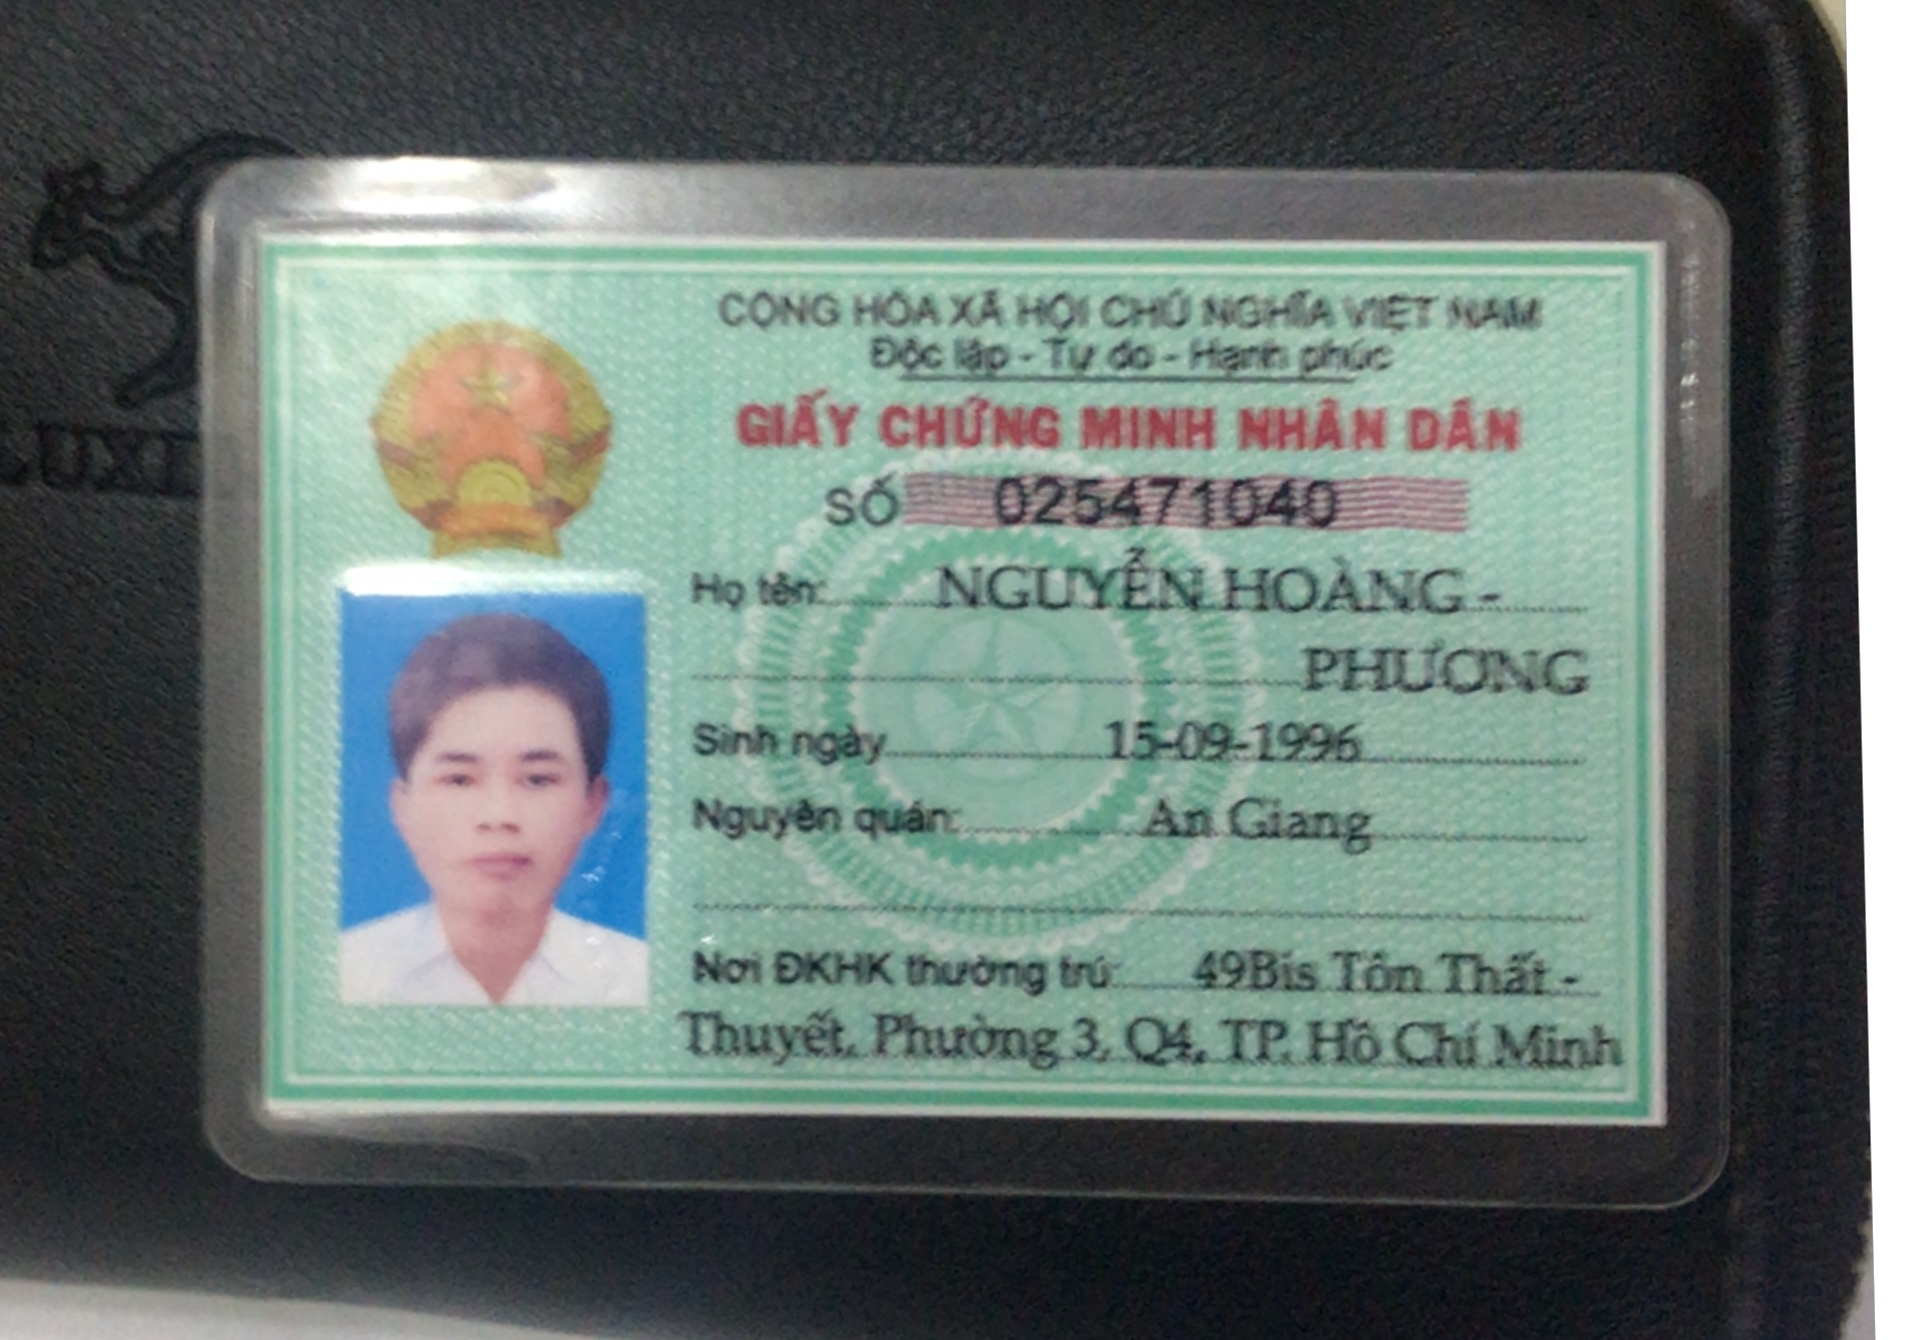 CỘNG HÒA XÃ HỘI CHỦ NGHĨA VIỆT NAM
Độc lập - Tự do - Hạnh phúc
GIẤY CHỨNG MINH NHÂN DÂN
SỐ 025471040
Họ tên: NGUYỄN HOÀNG -
PHƯƠNG
Sinh ngày 15-09-1996
Nguyên quán: An Giang
Nơi ĐKHK thường trú: 49Bis Tôn Thất -
Thuyết, Phường 3, Q4, TP. Hồ Chí Minh